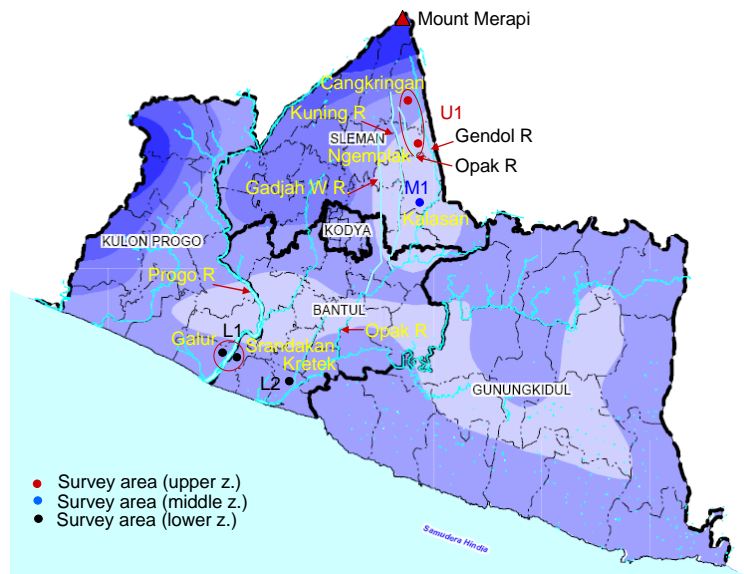 Mount Merapi
Cangkringan
U1
Kuning R
SLEMAN
Gendol R
Ngemplak
Opak R
Gadjah W R
M1
Kalasan
KODYA
KULON PROGO
Progo R
BANTUL
L1
Opak R
Galur
Srandakan
Kretek
L2
GUNUNGKIDUL
Survey area (upper z.)
Survey area (middle z.)
Survey area (lower z.)
Samudera Hindia